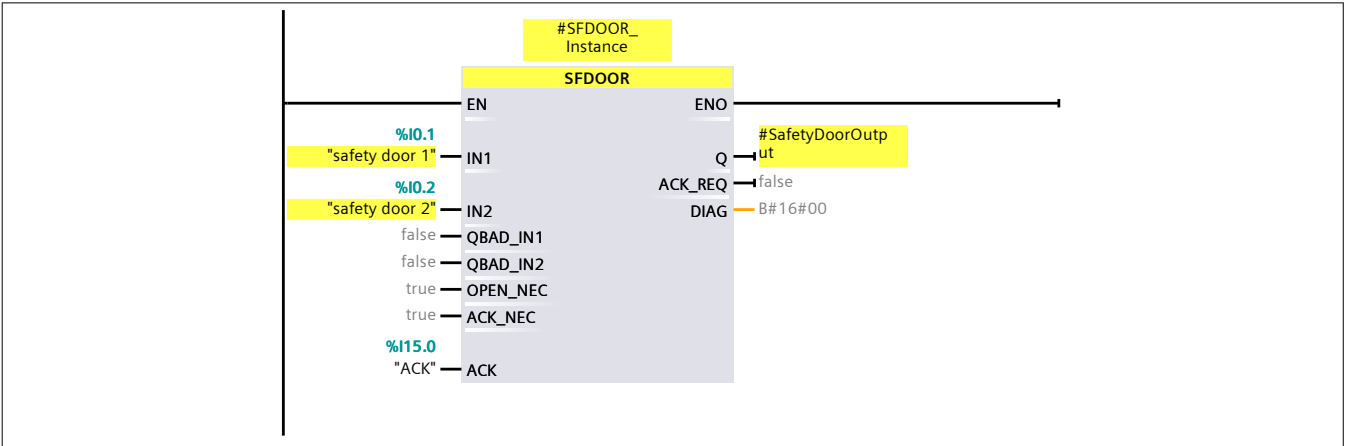 #SFDOOR_
Instance
SFDOOR
EN
ENO
%I0.1
"safety door 1"
IN1
#SafetyDoorOutp
ut
Q
%I0.2
"safety door 2"
IN2
ACK_REQ
false
DIAG
B#16#00
false
QBAD_IN1
false
QBAD_IN2
true
OPEN_NEC
true
ACK_NEC
%I15.0
"ACK"
ACK